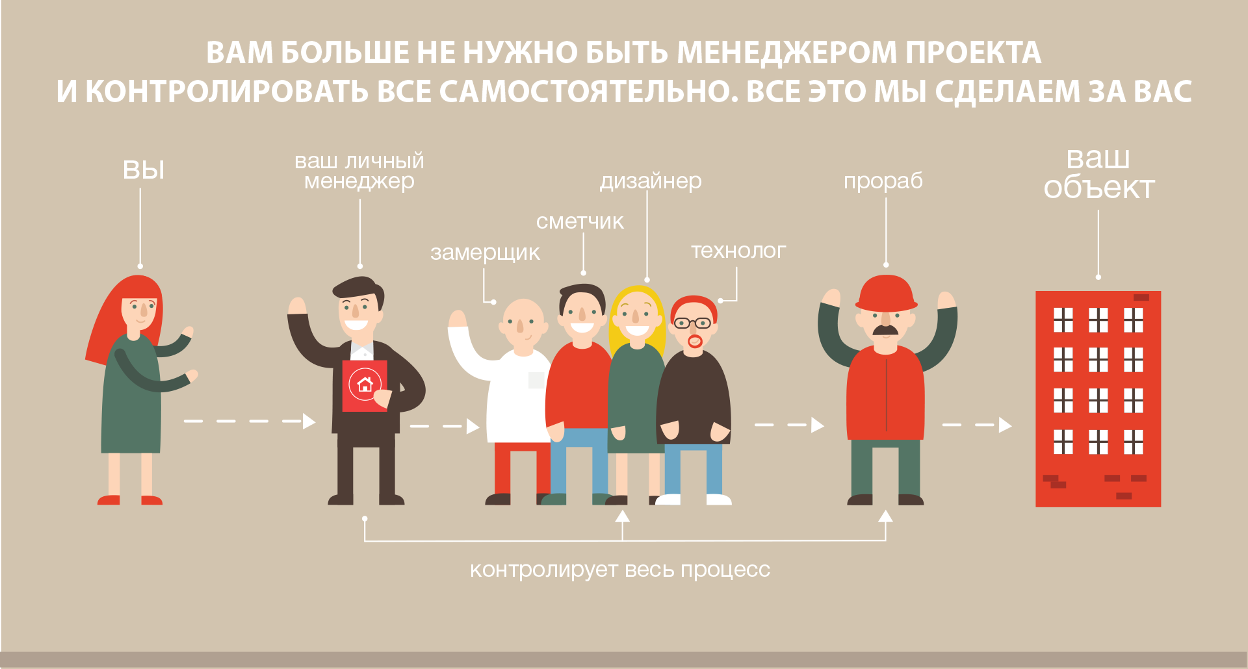 ВАМ БОЛЬШЕ НЕ НУЖНО БЫТЬ МЕНЕДЖЕРОМ ПРОЕКТА
И КОНТРОЛИРОВАТЬ ВСЕ САМОСТОЯТЕЛЬНО. ВСЕ ЭТО МЫ СДЕЛАЕМ ЗА ВАС
вы
ваш личный
менеджер
замерщик
сметчик
дизайнер
технолог
прораб
ваш
объект
контролирует весь процесс